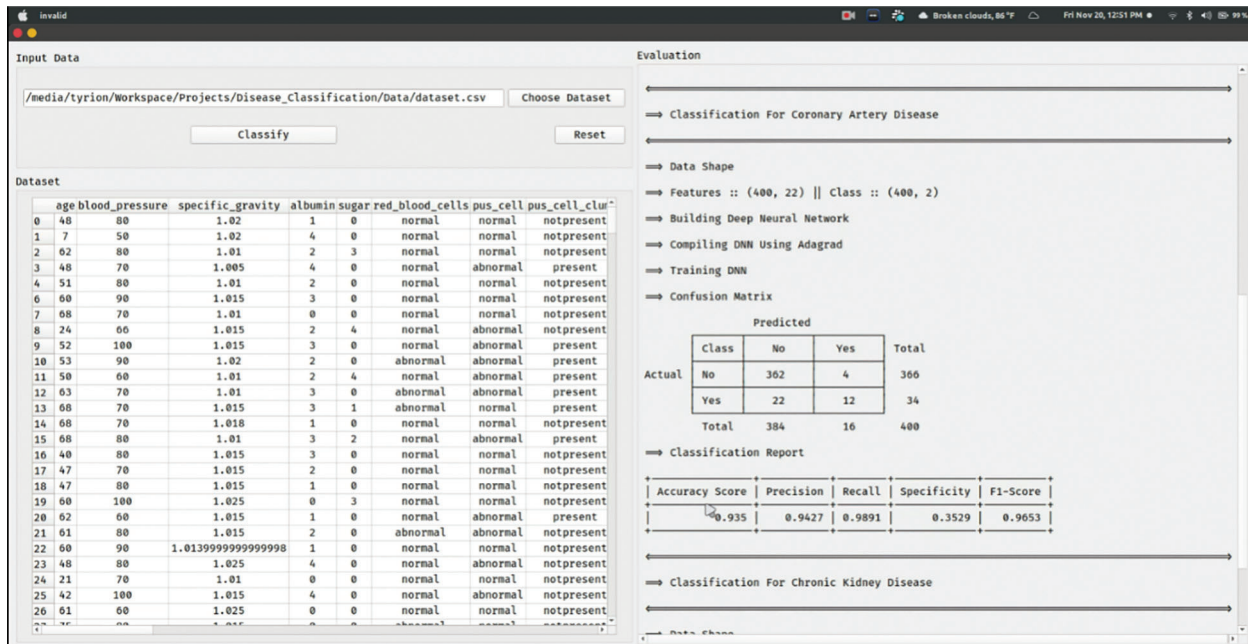 invalid
Broken clouds, 86 °F
Fri Nov 20, 12:51 PM
99 %
Input Data
/media/tyrion/Workspace/Projects/Disease_Classification/Data/dataset.csv Choose Dataset
Classify Reset
Dataset
age blood_pressure specific_gravity albumin sugar red_blood_cells pus_cell pus_cell_clum
0 48 80 1.02 1 0 normal normal notpresent
1 7 50 1.02 4 0 normal normal notpresent
2 62 80 1.01 2 3 normal normal notpresent
3 48 70 1.005 4 0 normal abnormal present
4 51 80 1.01 2 0 normal normal notpresent
6 60 90 1.015 3 0 normal normal notpresent
7 68 70 1.01 0 0 normal normal notpresent
8 24 66 1.015 2 4 normal abnormal notpresent
9 52 100 1.015 3 0 normal abnormal present
10 53 90 1.02 2 0 abnormal abnormal present
11 50 60 1.01 2 4 normal abnormal present
12 63 70 1.01 3 0 abnormal abnormal present
13 68 70 1.015 3 1 abnormal normal present
14 68 70 1.018 1 0 normal normal notpresent
15 68 80 1.01 3 2 normal abnormal present
16 40 80 1.015 3 0 normal normal notpresent
17 47 70 1.015 2 0 normal normal notpresent
18 47 80 1.015 1 0 normal normal notpresent
19 60 100 1.025 0 3 normal normal notpresent
20 62 60 1.015 1 0 normal abnormal present
21 61 80 1.015 2 0 abnormal abnormal notpresent
22 60 90 1.0139999999999998 1 0 normal normal notpresent
23 48 80 1.025 4 0 normal abnormal notpresent
24 21 70 1.01 0 0 normal normal notpresent
25 42 100 1.015 4 0 normal abnormal notpresent
26 61 60 1.025 0 0 normal normal notpresent
Evaluation
⟹ Classification For Coronary Artery Disease
⟹ Data Shape
⟹ Features :: (400, 22) || Class :: (400, 2)
⟹ Building Deep Neural Network
⟹ Compiling DNN Using Adagrad
⟹ Training DNN
⟹ Confusion Matrix
Predicted
Class No Yes Total
Actual No 362 4 366
Yes 22 12 34
Total 384 16 400
⟹ Classification Report
| Accuracy Score | Precision | Recall | Specificity | F1-Score |
| 0.935 | 0.9427 | 0.9891 | 0.3529 | 0.9653 |
⟹ Classification For Chronic Kidney Disease
⟹ Data Shape